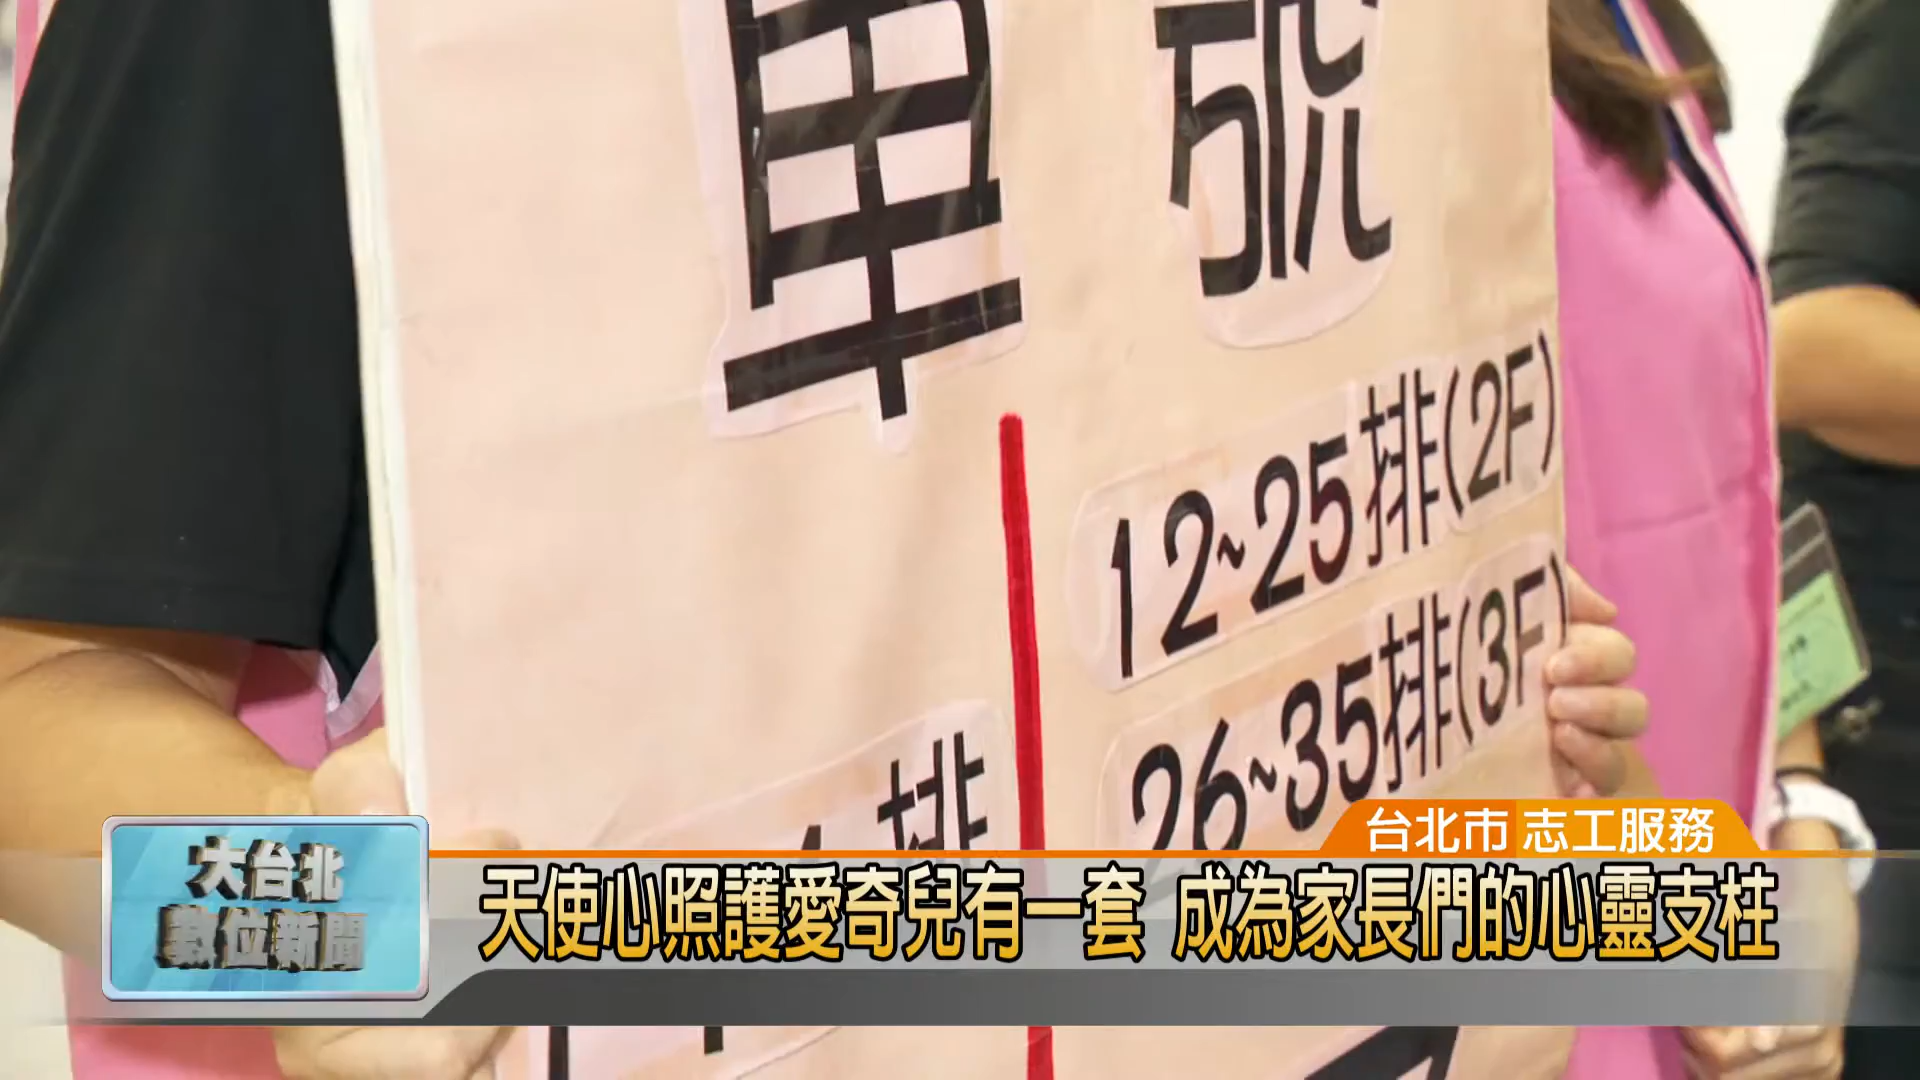 單號
12~25排(2F)
26~35排(3F)
排
台北市 志工服務
大台北
數位新聞
天使心照護愛奇兒有一套 成為家長們的心靈支柱